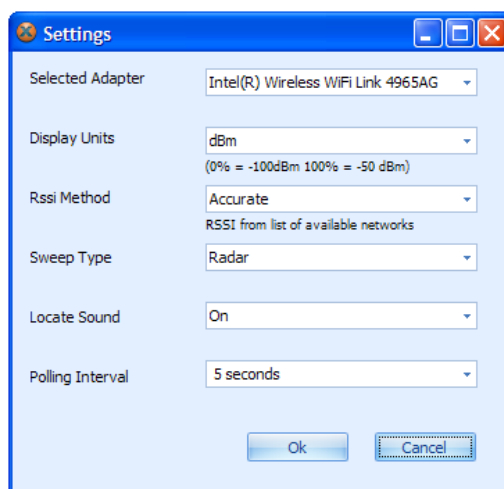 Settings
Selected Adapter Intel(R) Wireless WiFi Link 4965AG
Display Units dBm
(0% = -100dBm 100% = -50 dBm)
Rssi Method Accurate
RSSI from list of available networks
Sweep Type Radar
Locate Sound On
Polling Interval 5 seconds
Ok Cancel